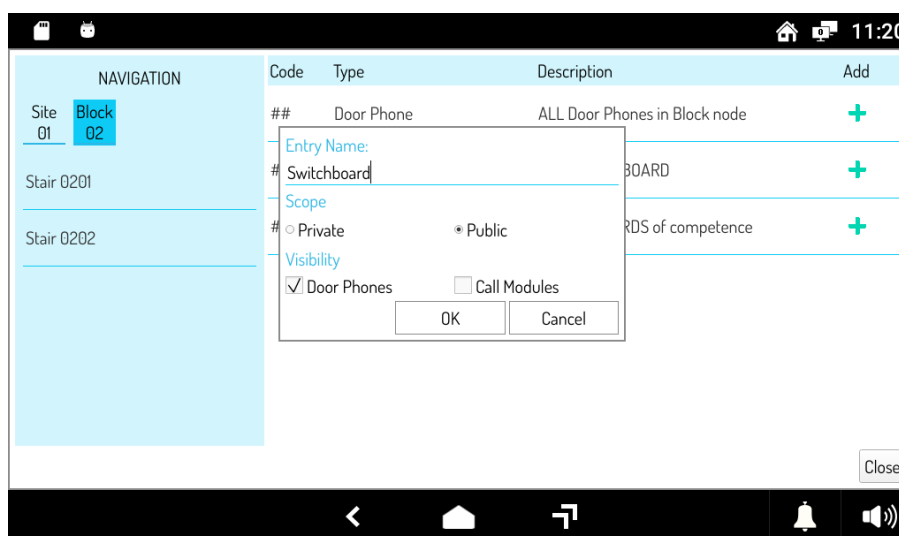 11:20
NAVIGATION
Site 01
Block 02
Stair 0201
Stair 0202
Code Type Description Add
## Door Phone ALL Door Phones in Block node
#
#
Entry Name:
Switchboard
Scope
Private Public
Visibility
Door Phones Call Modules
OK Cancel
of competence
Close